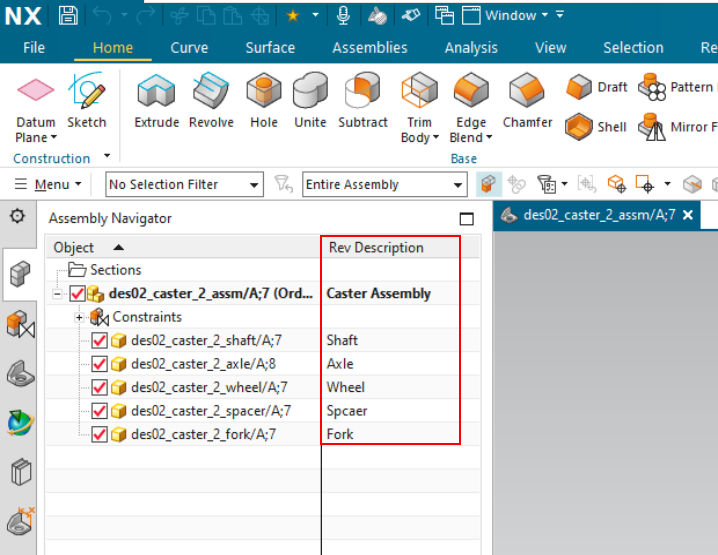 NX Window
File Home Curve Surface Assemblies Analysis View Selection Re
Datum Plane Sketch Extrude Revolve Hole Unite Subtract Trim Body Edge Blend Chamfer Draft Pattern
Shell Mirror F
Construction Base
Menu No Selection Filter Entire Assembly
Assembly Navigator des02_caster_2_assm/A;7
Object Rev Description
Sections
des02_caster_2_assm/A;7 (Ord... Caster Assembly
Constraints
des02_caster_2_shaft/A;7 Shaft
des02_caster_2_axle/A;8 Axle
des02_caster_2_wheel/A;7 Wheel
des02_caster_2_spacer/A;7 Spcaer
des02_caster_2_fork/A;7 Fork